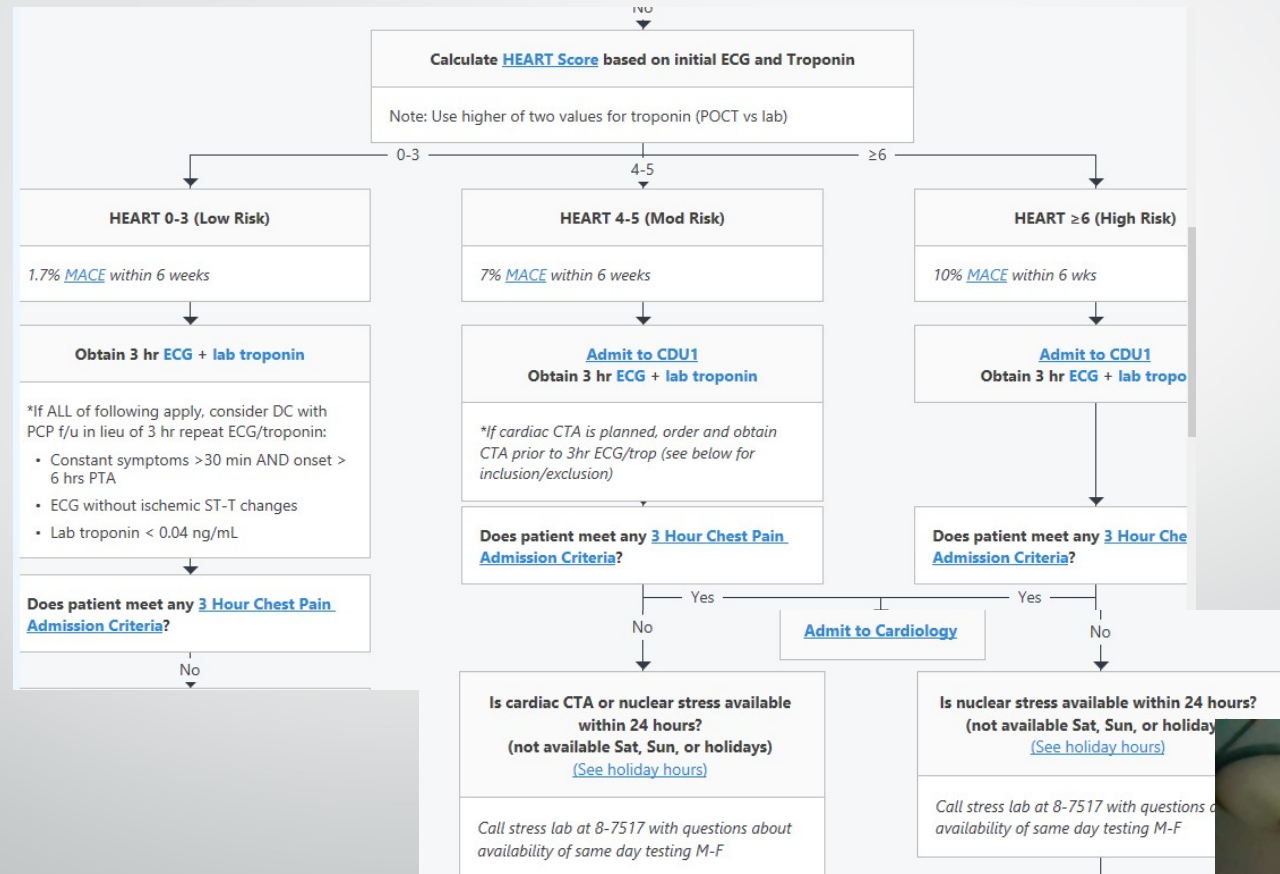 No
Calculate HEART Score based on initial ECG and Troponin
Note: Use higher of two values for troponin (POCT vs lab)
0-3
4-5
≥6
HEART 0-3 (Low Risk)
1.7% MACE within 6 weeks
Obtain 3 hr ECG + lab troponin
*If ALL of following apply, consider DC with
PCP f/u in lieu of 3 hr repeat ECG/troponin:
• Constant symptoms >30 min AND onset >
6 hrs PTA
• ECG without ischemic ST-T changes
• Lab troponin < 0.04 ng/mL
Does patient meet any 3 Hour Chest Pain
Admission Criteria?
No
HEART 4-5 (Mod Risk)
7% MACE within 6 weeks
Admit to CDU1
Obtain 3 hr ECG + lab troponin
*If cardiac CTA is planned, order and obtain
CTA prior to 3hr ECG/trop (see below for
inclusion/exclusion)
Does patient meet any 3 Hour Chest Pain
Admission Criteria?
Yes
No
HEART ≥6 (High Risk)
10% MACE within 6 wks
Admit to CDU1
Obtain 3 hr ECG + lab tropo
Does patient meet any 3 Hour Che
Admission Criteria?
Yes
No
Admit to Cardiology
Is cardiac CTA or nuclear stress available
within 24 hours?
(not available Sat, Sun, or holidays)
(See holiday hours)
Call stress lab at 8-7517 with questions about
availability of same day testing M-F
Is nuclear stress available within 24 hours?
(not available Sat, Sun, or holiday
(See holiday hours)
Call stress lab at 8-7517 with questions
availability of same day testing M-F